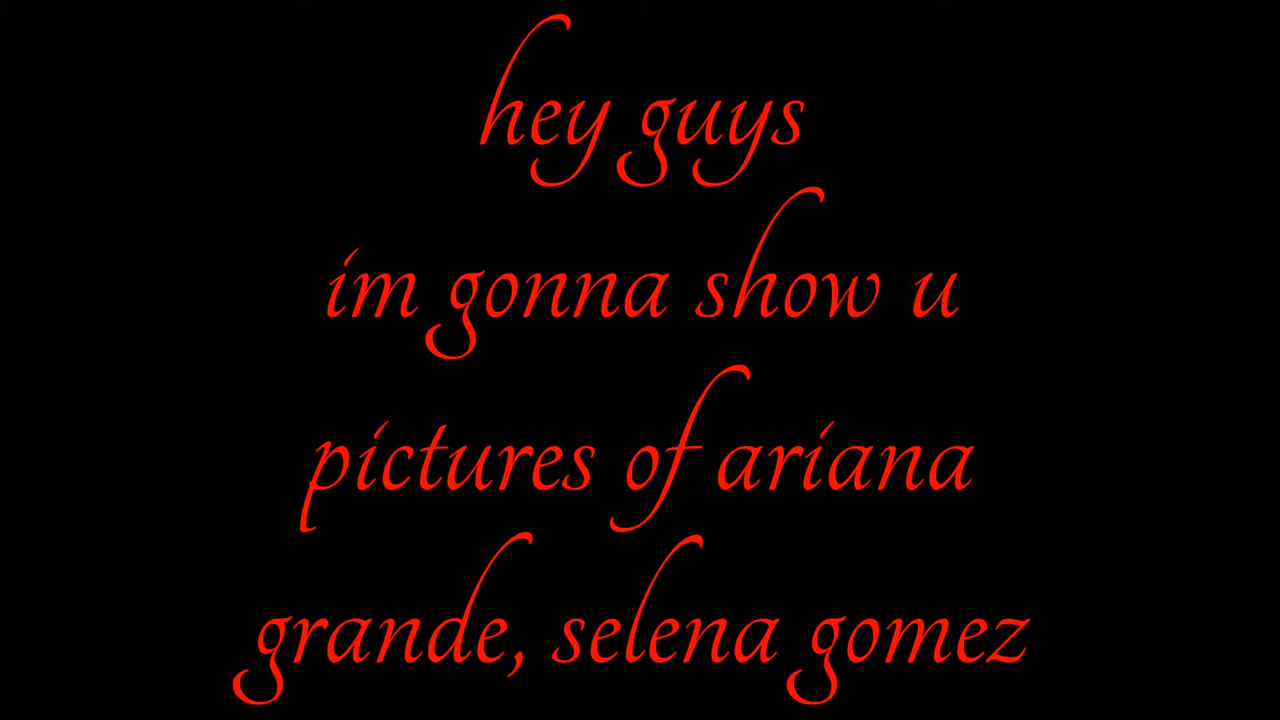 hey guys
im gonna show u
pictures of ariana
grande, selena gomez